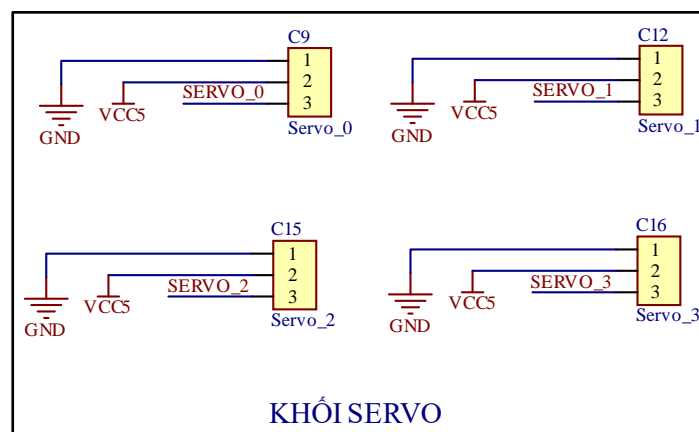 C9
1
2
3
SERVO_0
VCC5
GND
Servo_0
C12
1
2
3
SERVO_1
VCC5
GND
Servo_1
C15
1
2
3
SERVO_2
VCC5
GND
Servo_2
C16
1
2
3
SERVO_3
VCC5
GND
Servo_3
KHỐI SERVO